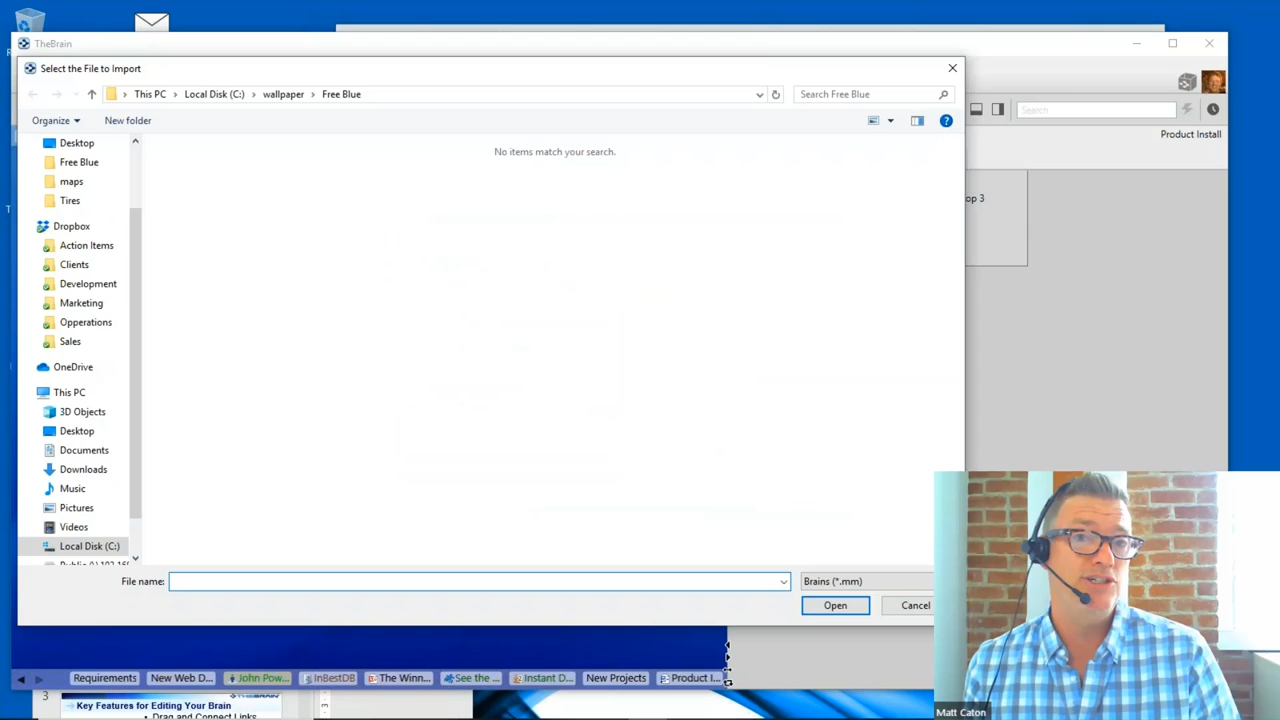 TheBrain
Select the File to Import
This PC > Local Disk (C:) > wallpaper > Free Blue
Search Free Blue
Organize
New folder
Search
Product Install
No items match your search.
Desktop
Free Blue
maps
Tires
op 3
Dropbox
Action Items
Clients
Development
Marketing
Opperations
Sales
OneDrive
This PC
3D Objects
Desktop
Documents
Downloads
Music
Pictures
Videos
Local Disk (C:)
File name:
Brains (*.mm)
Open
Cancel
Requirements
New Web D...
John Pow...
InBestDB
The Winn...
See the ...
Instant D...
New Projects
Product I...
3
THEBRAIN
Key Features for Editing Your Brain
• Drag and Connect Links
Matt Caton